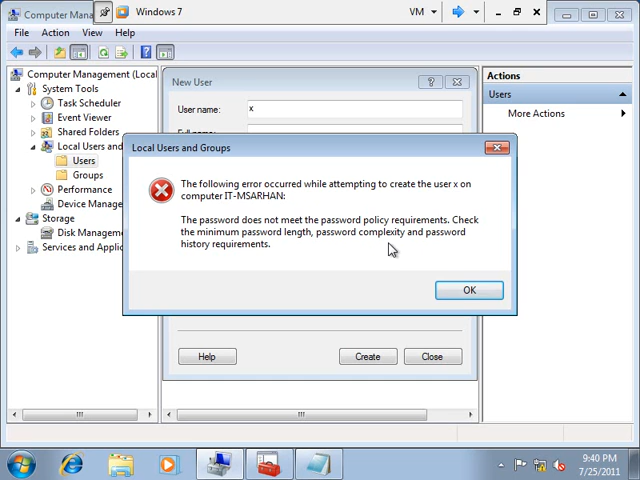 Computer Mana
Windows 7
VM
File Action View Help
Computer Management (Local
System Tools
Task Scheduler
Event Viewer
Shared Folders
Local Users and
Users
Groups
Performance
Device Manage
Storage
Disk Manageme
Services and Applic
New User
User name: x
Full name:
Local Users and Groups
The following error occurred while attempting to create the user x on
computer IT-MSARHAN:
The password does not meet the password policy requirements. Check
the minimum password length, password complexity and password
history requirements.
OK
Help Create Close
Actions
Users
More Actions
9:40 PM
7/25/2011